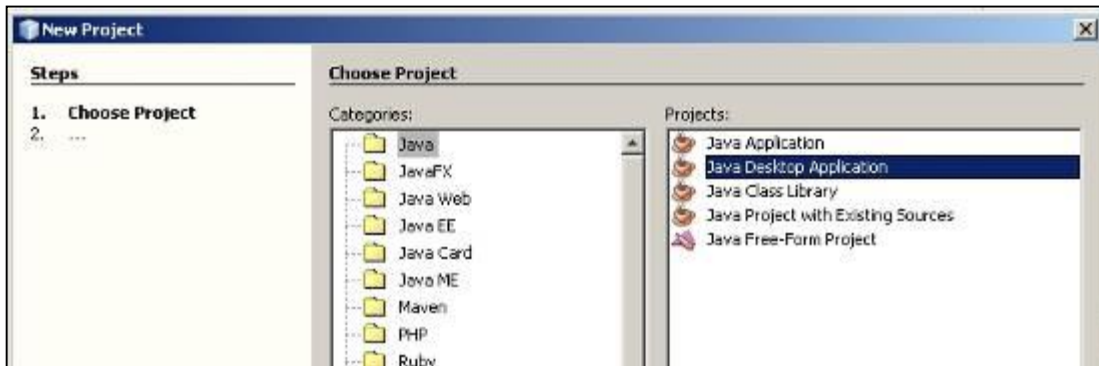 New Project
Steps
1. Choose Project
2. ...
Choose Project
Categories:
Java
JavaFX
Java Web
Java EE
Java Card
Java ME
Maven
PHP
Ruby
Projects:
Java Application
Java Desktop Application
Java Class Library
Java Project with Existing Sources
Java Free-Form Project